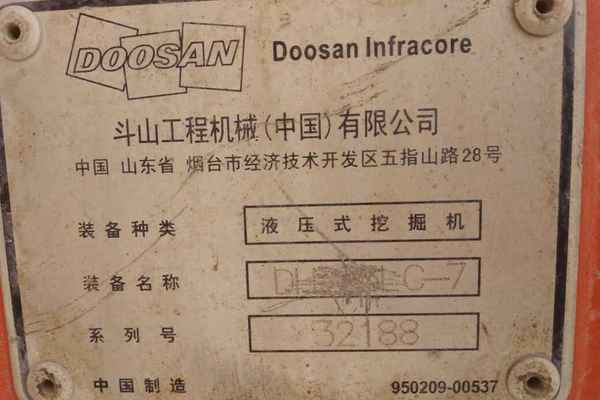 DOOSAN Doosan Infracore
斗山工程机械(中国)有限公司
中国 山东省 烟台市经济技术开发区五指山路28号
装备种类 液压式挖掘机
装备名称 C-7
系列号 32188
中国制造 950209-00537